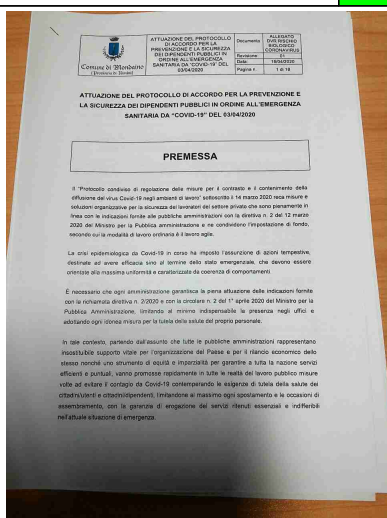 Comune di Mondaino
(Provincia di Rimini)
ATTUAZIONE DEL PROTOCOLLO
DI ACCORDO PER LA
PREVENZIONE E LA SICUREZZA
DEI DIPENDENTI PUBBLICI IN
ORDINE ALL'EMERGENZA
SANITARIA DA "COVID-19" DEL
03/04/2020
Documento
ALLEGATO
DVR RISCHIO
BIOLOGICO
CORONAVIRUS
Revisione
01
Data:
16/04/2020
Pagina n.
1 di 18
ATTUAZIONE DEL PROTOCOLLO DI ACCORDO PER LA PREVENZIONE E
LA SICUREZZA DEI DIPENDENTI PUBBLICI IN ORDINE ALL'EMERGENZA
SANITARIA DA "COVID-19" DEL 03/04/2020
PREMESSA
Il "Protocollo condiviso di regolazione delle misure per il contrasto e il contenimento della
diffusione del virus Covid-19 negli ambienti di lavoro" sottoscritto il 14 marzo 2020 reca misure e
soluzioni organizzative per la sicurezza dei lavoratori del settore privato che sono pienamente in
linea con le indicazioni fornite alle pubbliche amministrazioni con la direttiva n. 2 del 12 marzo
2020 del Ministro per la Pubblica amministrazione e ne condividono l'impostazione di fondo,
secondo cui la modalità di lavoro ordinaria è il lavoro agile.
La crisi epidemiologica da Covid-19 in corso ha imposto l'assunzione di azioni tempestive,
destinate ad avere efficacia sino al termine dello stato emergenziale, che devono essere
orientate alla massima uniformità e caratterizzate da coerenza di comportamenti
È necessario che ogni amministrazione garantisca la piena attuazione delle indicazioni fornite
con la richiamata direttiva n. 2/2020 e con la circolare n. 2 del 1° aprile 2020 del Ministro per la
Pubblica Amministrazione, limitando al minimo indispensabile la presenza negli uffici e
adottando ogni idonea misura per la tutela della salute del proprio personale.
In tale contesto, partendo dall'assunto che tutte le pubbliche amministrazioni rappresentano
insostituibile supporto vitale per l'organizzazione del Paese e per il rilancio economico dello
stesso nonché uno strumento di equità e imparzialità per garantire a tutta la nazione servizi
efficienti e puntuali, vanno promosse rapidamente in tutte le realtà del lavoro pubblico misure
volte ad evitare il contagio da Covid-19 contemperando le esigenze di tutela della salute dei
cittadini/utenti e cittadini/dipendenti, limitandone al massimo ogni spostamento e le occasioni di
assembramento, con la garanzia di erogazione dei servizi ritenuti essenziali e indifferibili
nell'attuale situazione di emergenza.